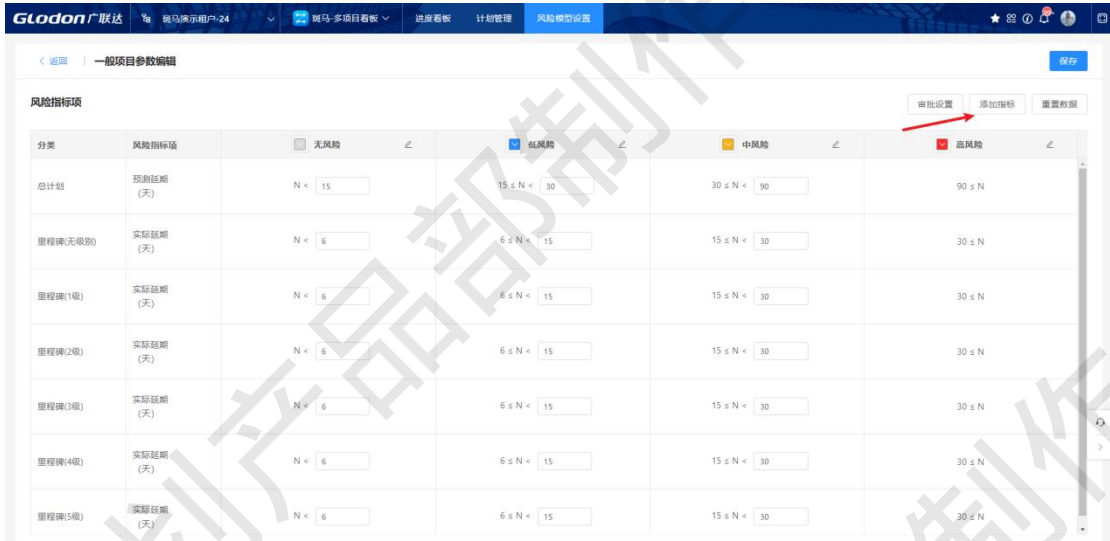 GLodon广联达 斑马演示租户-24 斑马-多项目看板 进度看板 计划管理 风险模型设置
返回 一般项目参数编辑 保存
风险指标项 审批设置 添加指标 重置数据
分类 风险指标项 无风险 低风险 中风险 高风险
总计划 预测延期 N < 15 15 ≤ N < 30 30 ≤ N < 90 90 ≤ N
(天)
里程碑(无级别) 实际延期 N < 6 6 ≤ N < 15 15 ≤ N < 30 30 ≤ N
(天)
里程碑(1级) 实际延期 N < 6 6 ≤ N < 15 15 ≤ N < 30 30 ≤ N
(天)
里程碑(2级) 实际延期 N < 6 6 ≤ N < 15 15 ≤ N < 30 30 ≤ N
(天)
里程碑(3级) 实际延期 N < 6 6 ≤ N < 15 15 ≤ N < 30 30 ≤ N
(天)
里程碑(4级) 实际延期 N < 6 6 ≤ N < 15 15 ≤ N < 30 30 ≤ N
(天)
里程碑(5级) 实际延期 N < 6 6 ≤ N < 15 15 ≤ N < 30 30 ≤ N
(天)
制产品部制作
制作